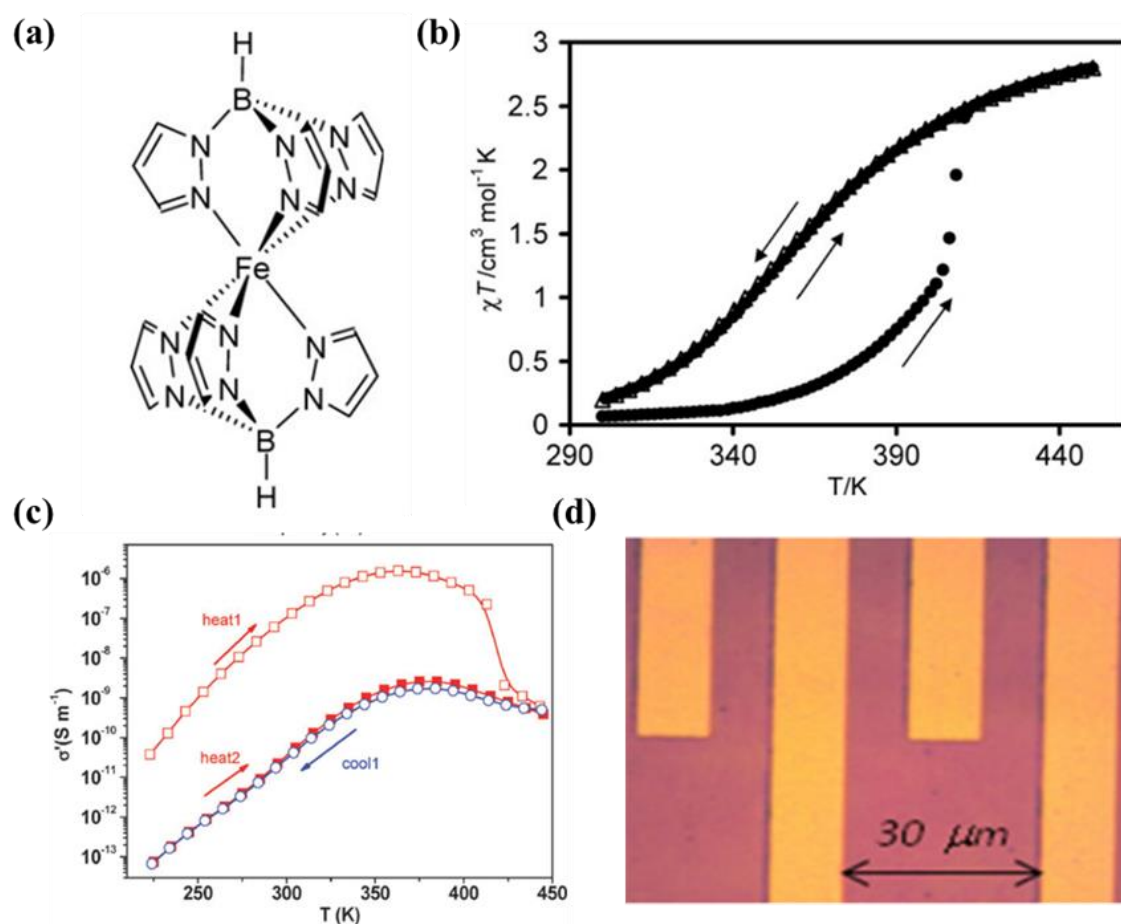 (a)
H
B
N N N
N N N
Fe
N N N
N N N
B
H
(b)
χT/cm³ mol⁻¹ K
3
2.5
2
1.5
1
0.5
0
290 340 390 440
T/K
(c)
σ'(S m⁻¹)
10⁻⁶
10⁻⁷
10⁻⁸
10⁻⁹
10⁻¹⁰
10⁻¹¹
10⁻¹²
10⁻¹³
heat1
heat2
cool1
250 300 350 400 450
T (K)
(d)
30 μm